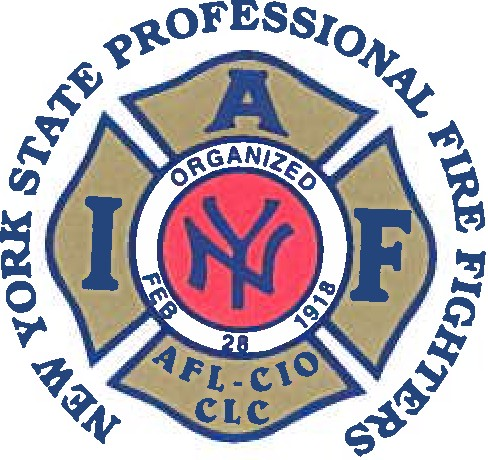 NEW YORK STATE PROFESSIONAL FIRE FIGHTERS
A
I
F
ORGANIZED
FEB 28 1918
NY
AFL-CIO
CLC